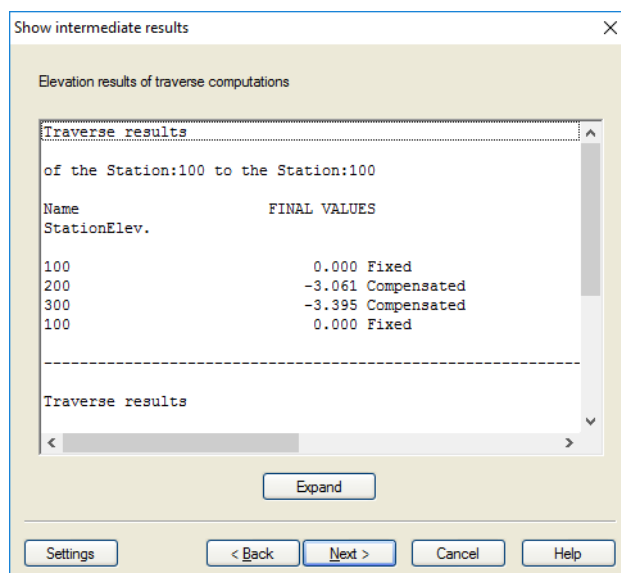 Show intermediate results
Elevation results of traverse computations
Traverse results
of the Station:100 to the Station:100
Name FINAL VALUES
StationElev.
100 0.000 Fixed
200 -3.061 Compensated
300 -3.395 Compensated
100 0.000 Fixed
------------------------------------------------------------
Traverse results
Expand
Settings < Back Next > Cancel Help